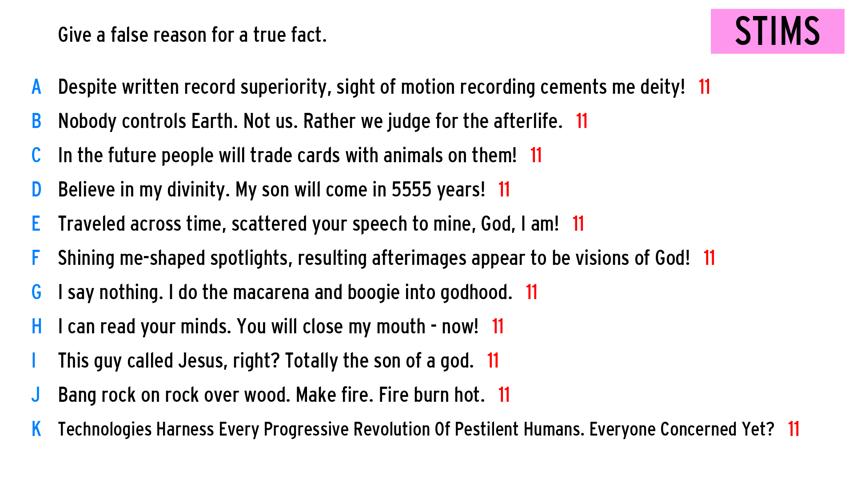 Give a false reason for a true fact.
STIMS
A Despite written record superiority, sight of motion recording cements me deity! 11
B Nobody controls Earth. Not us. Rather we judge for the afterlife. 11
C In the future people will trade cards with animals on them! 11
D Believe in my divinity. My son will come in 5555 years! 11
E Traveled across time, scattered your speech to mine, God, I am! 11
F Shining me-shaped spotlights, resulting afterimages appear to be visions of God! 11
G I say nothing. I do the macarena and boogie into godhood. 11
H I can read your minds. You will close my mouth - now! 11
I This guy called Jesus, right? Totally the son of a god. 11
J Bang rock on rock over wood. Make fire. Fire burn hot. 11
K Technologies Harness Every Progressive Revolution Of Pestilent Humans. Everyone Concerned Yet? 11